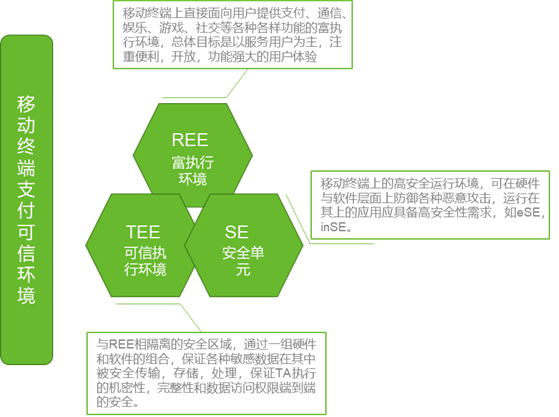 移动终端支付可信环境
移动终端上直接面向用户提供支付、通信、
娱乐、游戏、社交等各种各样功能的富执
行环境，总体目标是以服务用户为主，注
重便利，开放，功能强大的用户体验
REE
富执行
环境
TEE
可信执
行环境
SE
安全单
元
移动终端上的高安全运行环境，可在硬件
与软件层面上防御各种恶意攻击，运行在
其上的应用应具备高安全性需求，如eSE,
inSE。
与REE相隔离的安全区域，通过一组硬件
和软件的组合，保证各种敏感数据在其中
被安全传输，存储，处理，保证TA执行
的机密性，完整性和数据访问权限端到端
的安全。